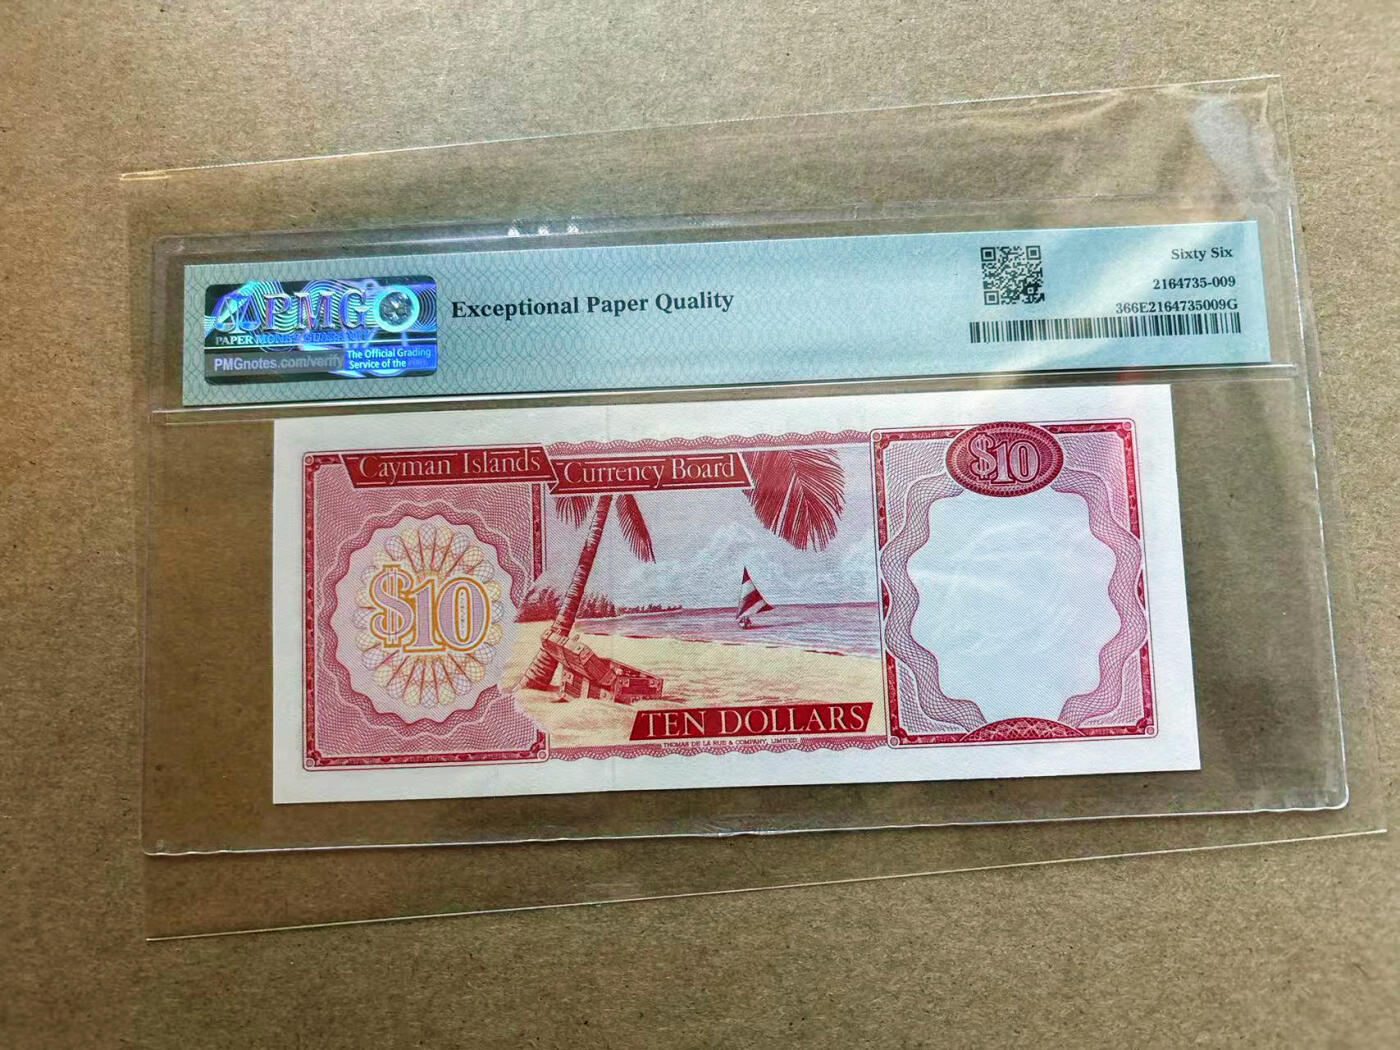 PMG
PAPER MONEY GUARANTY
PMGnotes.com/verify
The Official Grading
Service of the
Exceptional Paper Quality
Sixty Six
2164735-009
366E2164735009G
Cayman Islands Currency Board
$10
$10
TEN DOLLARS
THOMAS DE LA RUE & COMPANY, LIMITED.